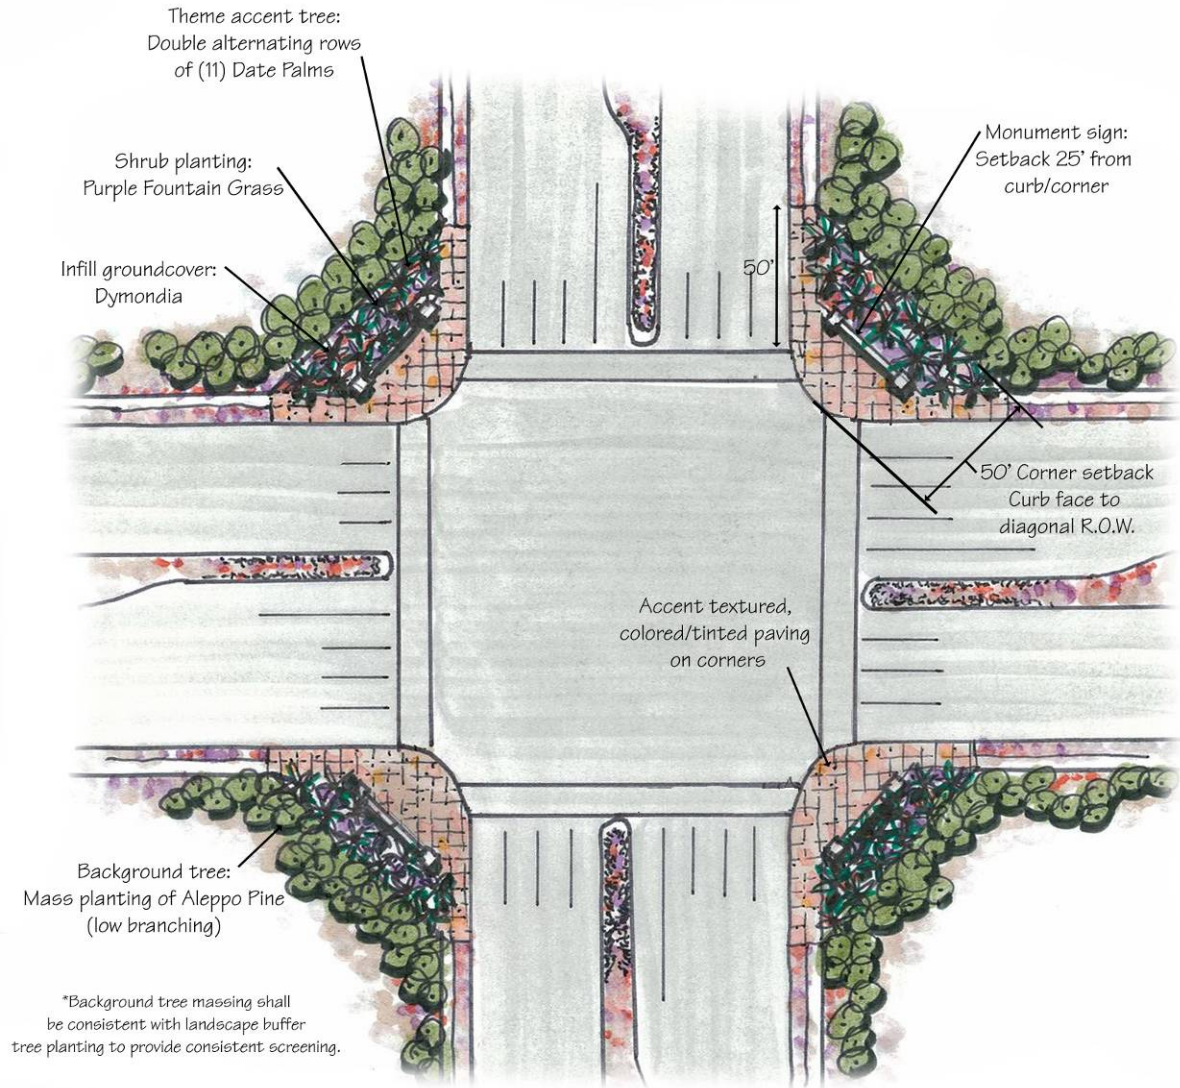 Theme accent tree:
Double alternating rows
of (11) Date Palms
Shrub planting:
Purple Fountain Grass
Infill groundcover:
Dymondia
Monument sign:
Setback 25' from
curb/corner
50'
50' Corner setback
Curb face to
diagonal R.O.W.
Accent textured,
colored/tinted paving
on corners
Background tree:
Mass planting of Aleppo Pine
(low branching)
*Background tree massing shall
be consistent with landscape buffer
tree planting to provide consistent screening.